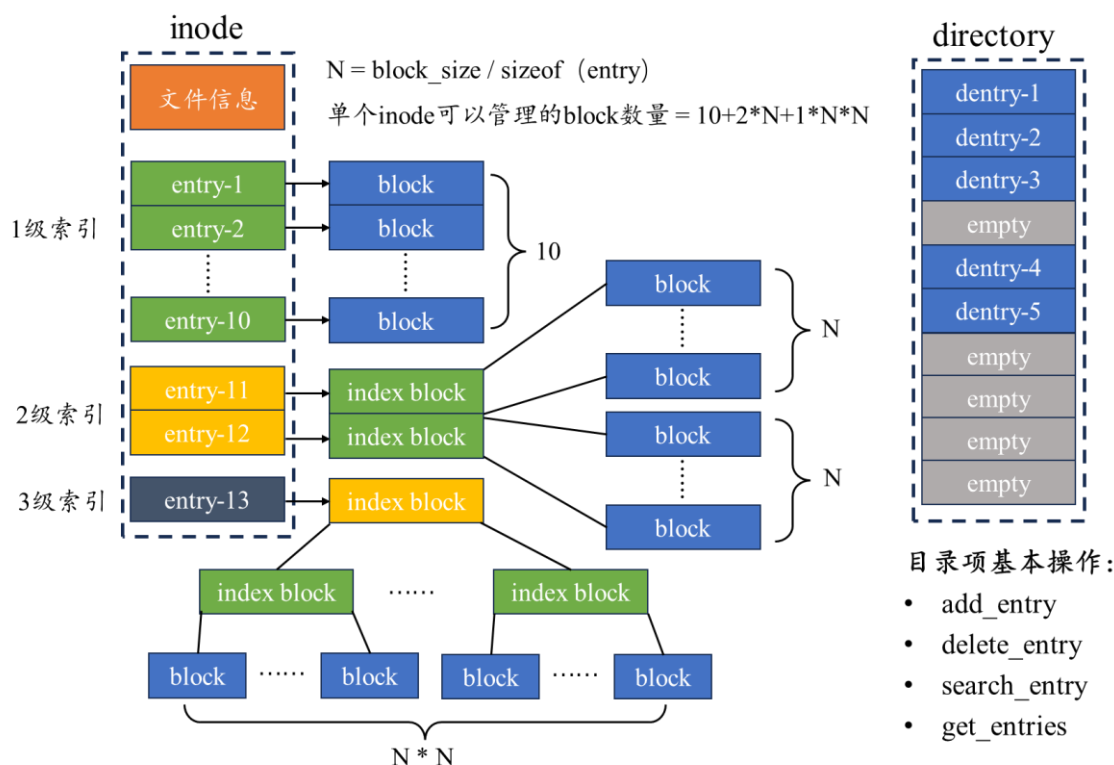 inode
文件信息
N = block_size / sizeof（entry）
单个inode可以管理的block数量 = 10+2*N+1*N*N
1级索引
entry-1
block
entry-2
block
entry-10
block
10
2级索引
entry-11
index block
entry-12
index block
block
block
N
block
block
N
3级索引
entry-13
index block
index block
······
index block
block
······
block
block
······
block
N * N
directory
dentry-1
dentry-2
dentry-3
empty
dentry-4
dentry-5
empty
empty
empty
empty
目录项基本操作：
• add_entry
• delete_entry
• search_entry
• get_entries